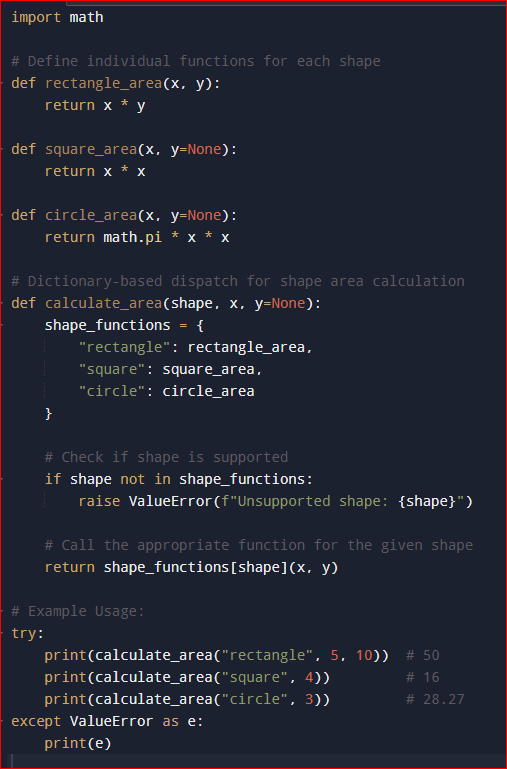 import math

# Define individual functions for each shape
def rectangle_area(x, y):
    return x * y

def square_area(x, y=None):
    return x * x

def circle_area(x, y=None):
    return math.pi * x * x

# Dictionary-based dispatch for shape area calculation
def calculate_area(shape, x, y=None):
    shape_functions = {
        "rectangle": rectangle_area,
        "square": square_area,
        "circle": circle_area
    }

    # Check if shape is supported
    if shape not in shape_functions:
        raise ValueError(f"Unsupported shape: {shape}")

    # Call the appropriate function for the given shape
    return shape_functions[shape](x, y)

# Example Usage:
try:
    print(calculate_area("rectangle", 5, 10))  # 50
    print(calculate_area("square", 4))         # 16
    print(calculate_area("circle", 3))         # 28.27
except ValueError as e:
    print(e)